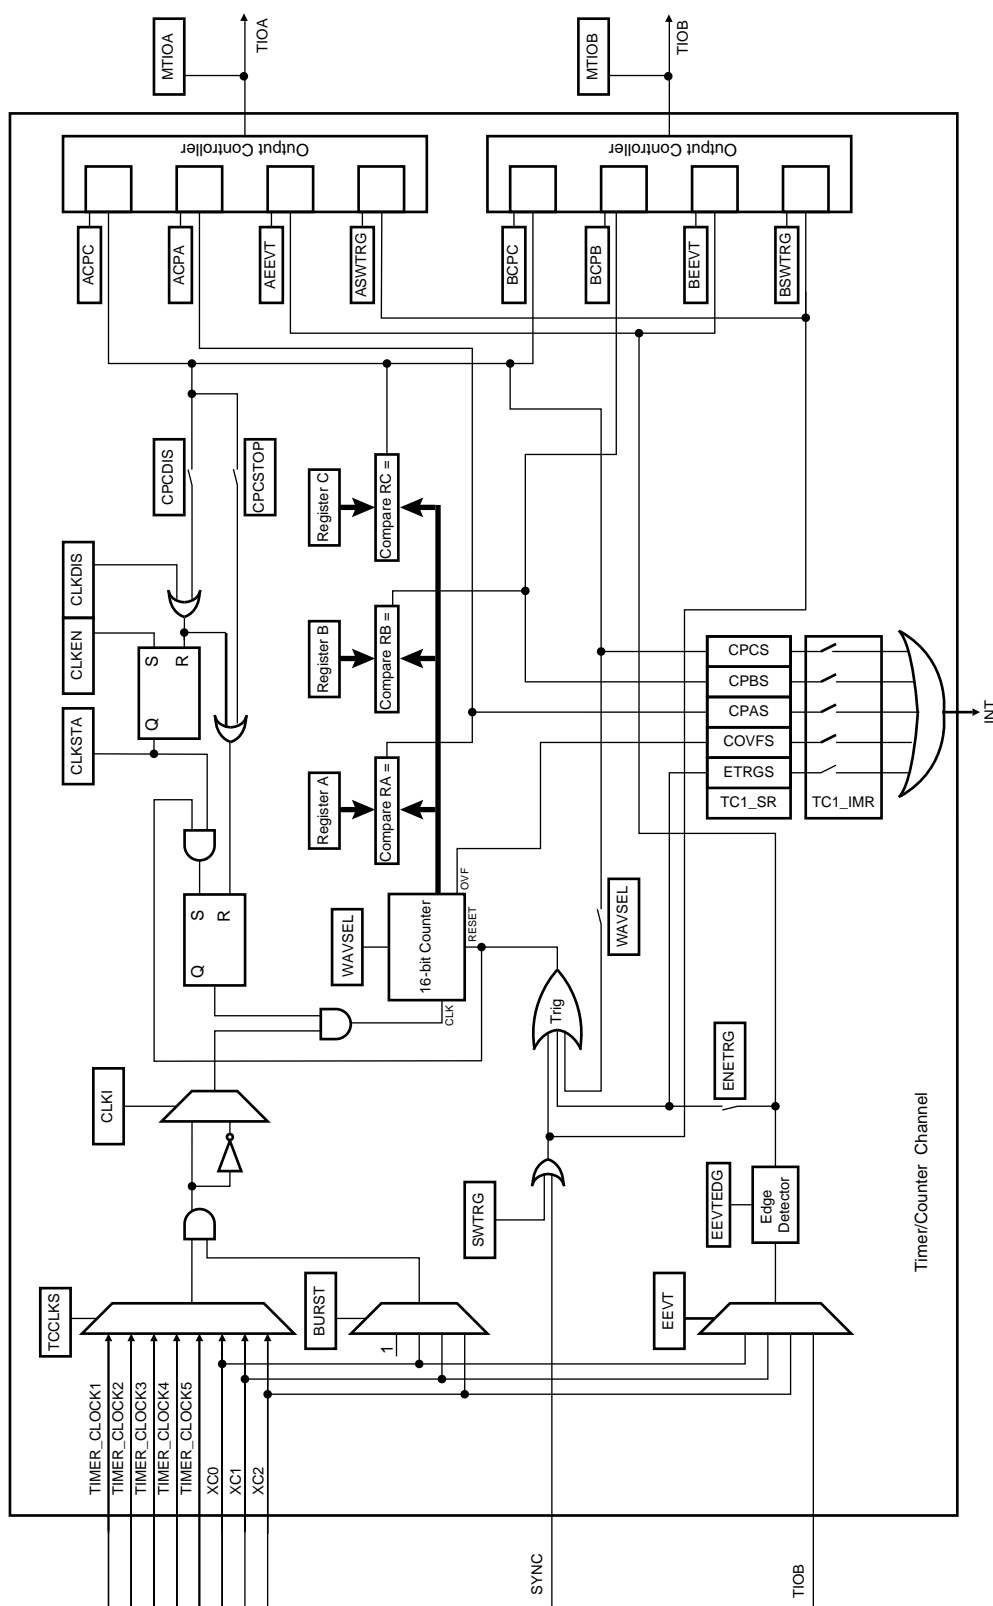 TCCLKS
TIMER_CLOCK1
TIMER_CLOCK2
TIMER_CLOCK3
TIMER_CLOCK4
TIMER_CLOCK5
XC0
XC1
XC2
CLKI
CLKSTA
CLKEN
CLKDIS
Q
S
R
Q
S
R
CPCDIS
CPCSTOP
MTIOA
TIOA
ACPC
ACPA
AEEVT
ASWTRG
Output Controller
BURST
1
WAVSEL
16-bit Counter
CLK
RESET
OVF
Register A
Register B
Register C
Compare RA =
Compare RB =
Compare RC =
SWTRG
SYNC
Trig
WAVSEL
MTIOB
TIOB
BCPC
BCPB
BEEVT
BSWTRG
Output Controller
EEVT
EEVTEDG
Edge
Detector
ENETRG
TIOB
CPCS
CPBS
CPAS
COVFS
ETRGS
TC1_SR
TC1_IMR
INT
Timer/Counter Channel